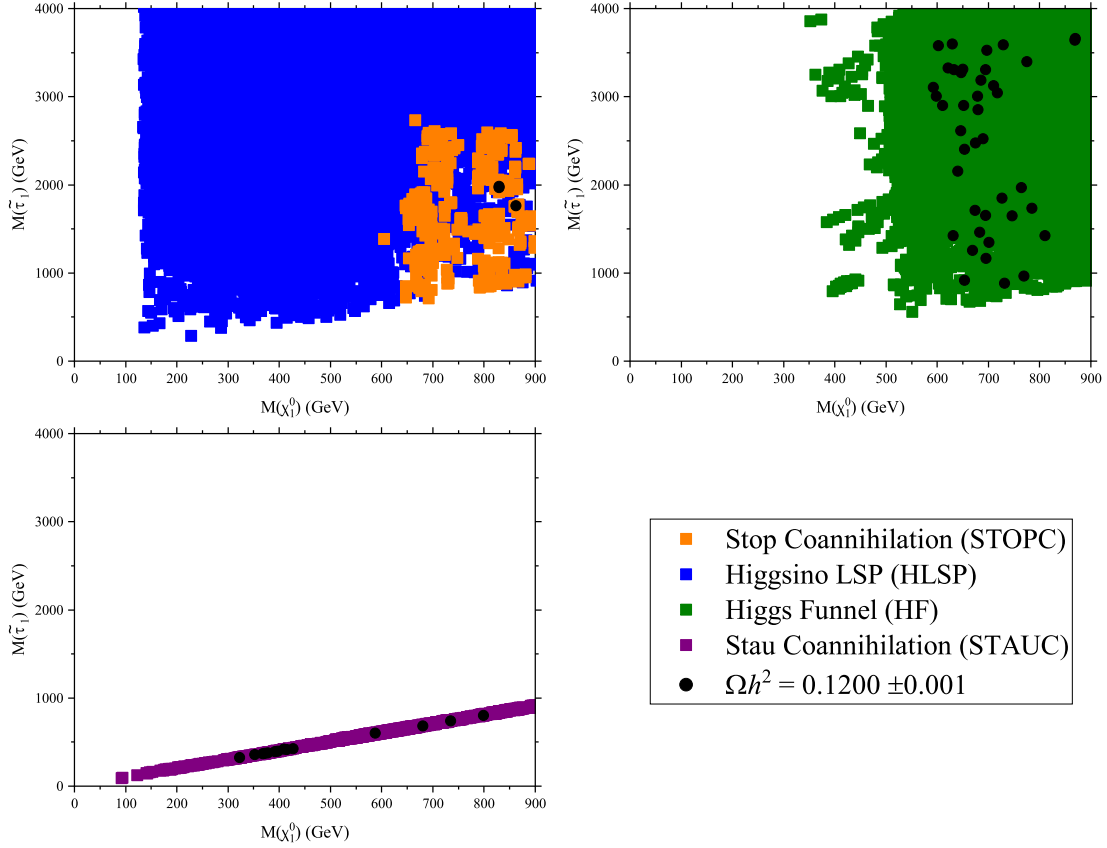 4000
3000
2000
1000
0
M(τ̃₁) (GeV)
0 100 200 300 400 500 600 700 800 900
M(χ₁⁰) (GeV)
4000
3000
2000
1000
0
M(τ̃₁) (GeV)
0 100 200 300 400 500 600 700 800 900
M(χ₁⁰) (GeV)
4000
3000
2000
1000
0
M(τ̃₁) (GeV)
0 100 200 300 400 500 600 700 800 900
M(χ₁⁰) (GeV)
Stop Coannihilation (STOPC)
Higgsino LSP (HLSP)
Higgs Funnel (HF)
Stau Coannihilation (STAUC)
Ωh² = 0.1200 ±0.001